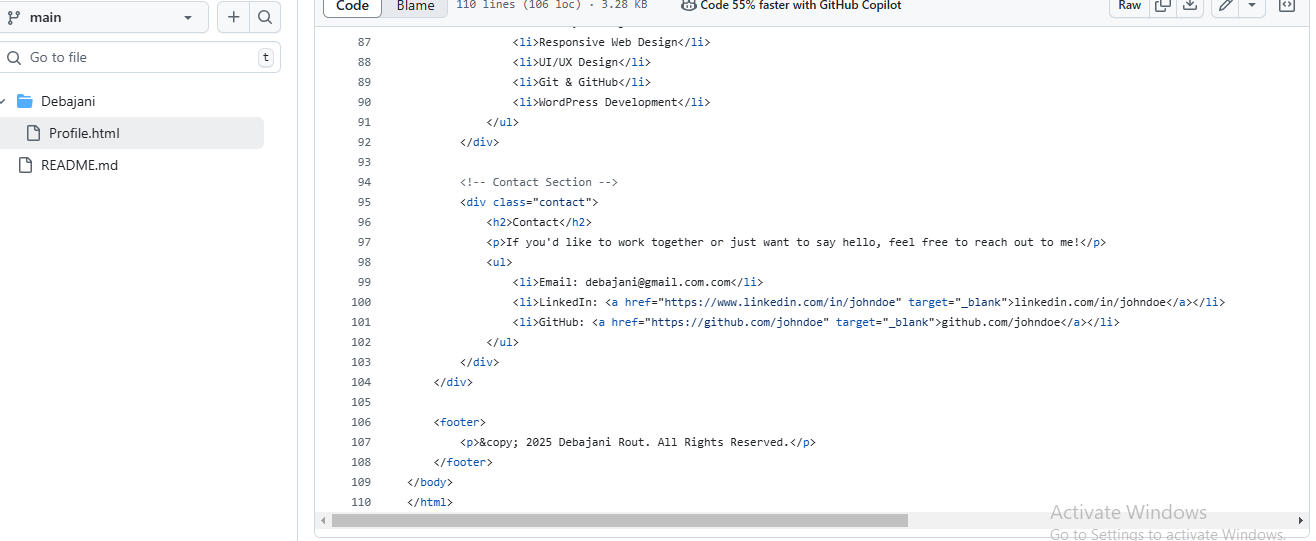 main
Go to file
t
Debajani
Profile.html
README.md
Code Blame 110 lines (106 loc) · 3.28 KB Code 55% faster with GitHub Copilot Raw
87 <li>Responsive Web Design</li>
88 <li>UI/UX Design</li>
89 <li>Git & GitHub</li>
90 <li>WordPress Development</li>
91 </ul>
92 </div>
93
94 <!-- Contact Section -->
95 <div class="contact">
96 <h2>Contact</h2>
97 <p>If you'd like to work together or just want to say hello, feel free to reach out to me!</p>
98 <ul>
99 <li>Email: debajani@gmail.com.com</li>
100 <li>LinkedIn: <a href="https://www.linkedin.com/in/johndoe" target="_blank">linkedin.com/in/johndoe</a></li>
101 <li>GitHub: <a href="https://github.com/johndoe" target="_blank">github.com/johndoe</a></li>
102 </ul>
103 </div>
104 </div>
105
106 <footer>
107 <p>&copy; 2025 Debajani Rout. All Rights Reserved.</p>
108 </footer>
109 </body>
110 </html>
Activate Windows
Go to Settings to activate Windows.